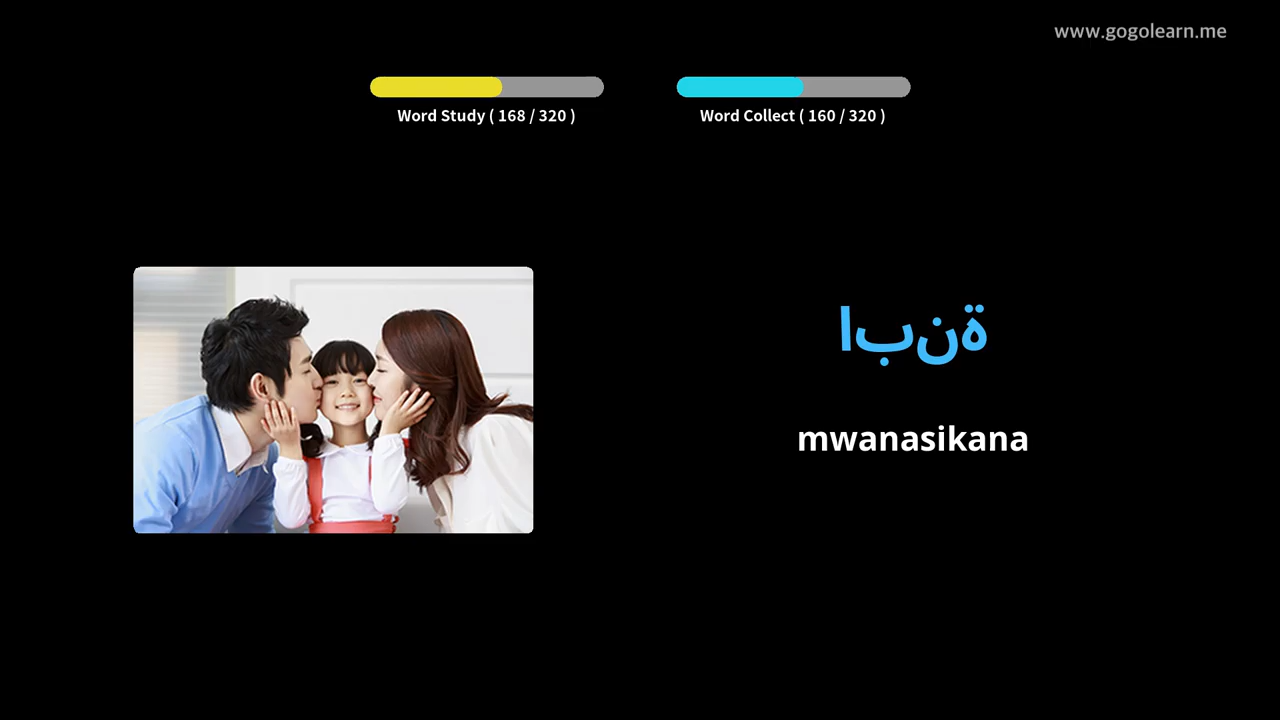 www.gogolearn.me
Word Study ( 168 / 320 )
Word Collect ( 160 / 320 )
ابنة
mwanasikana